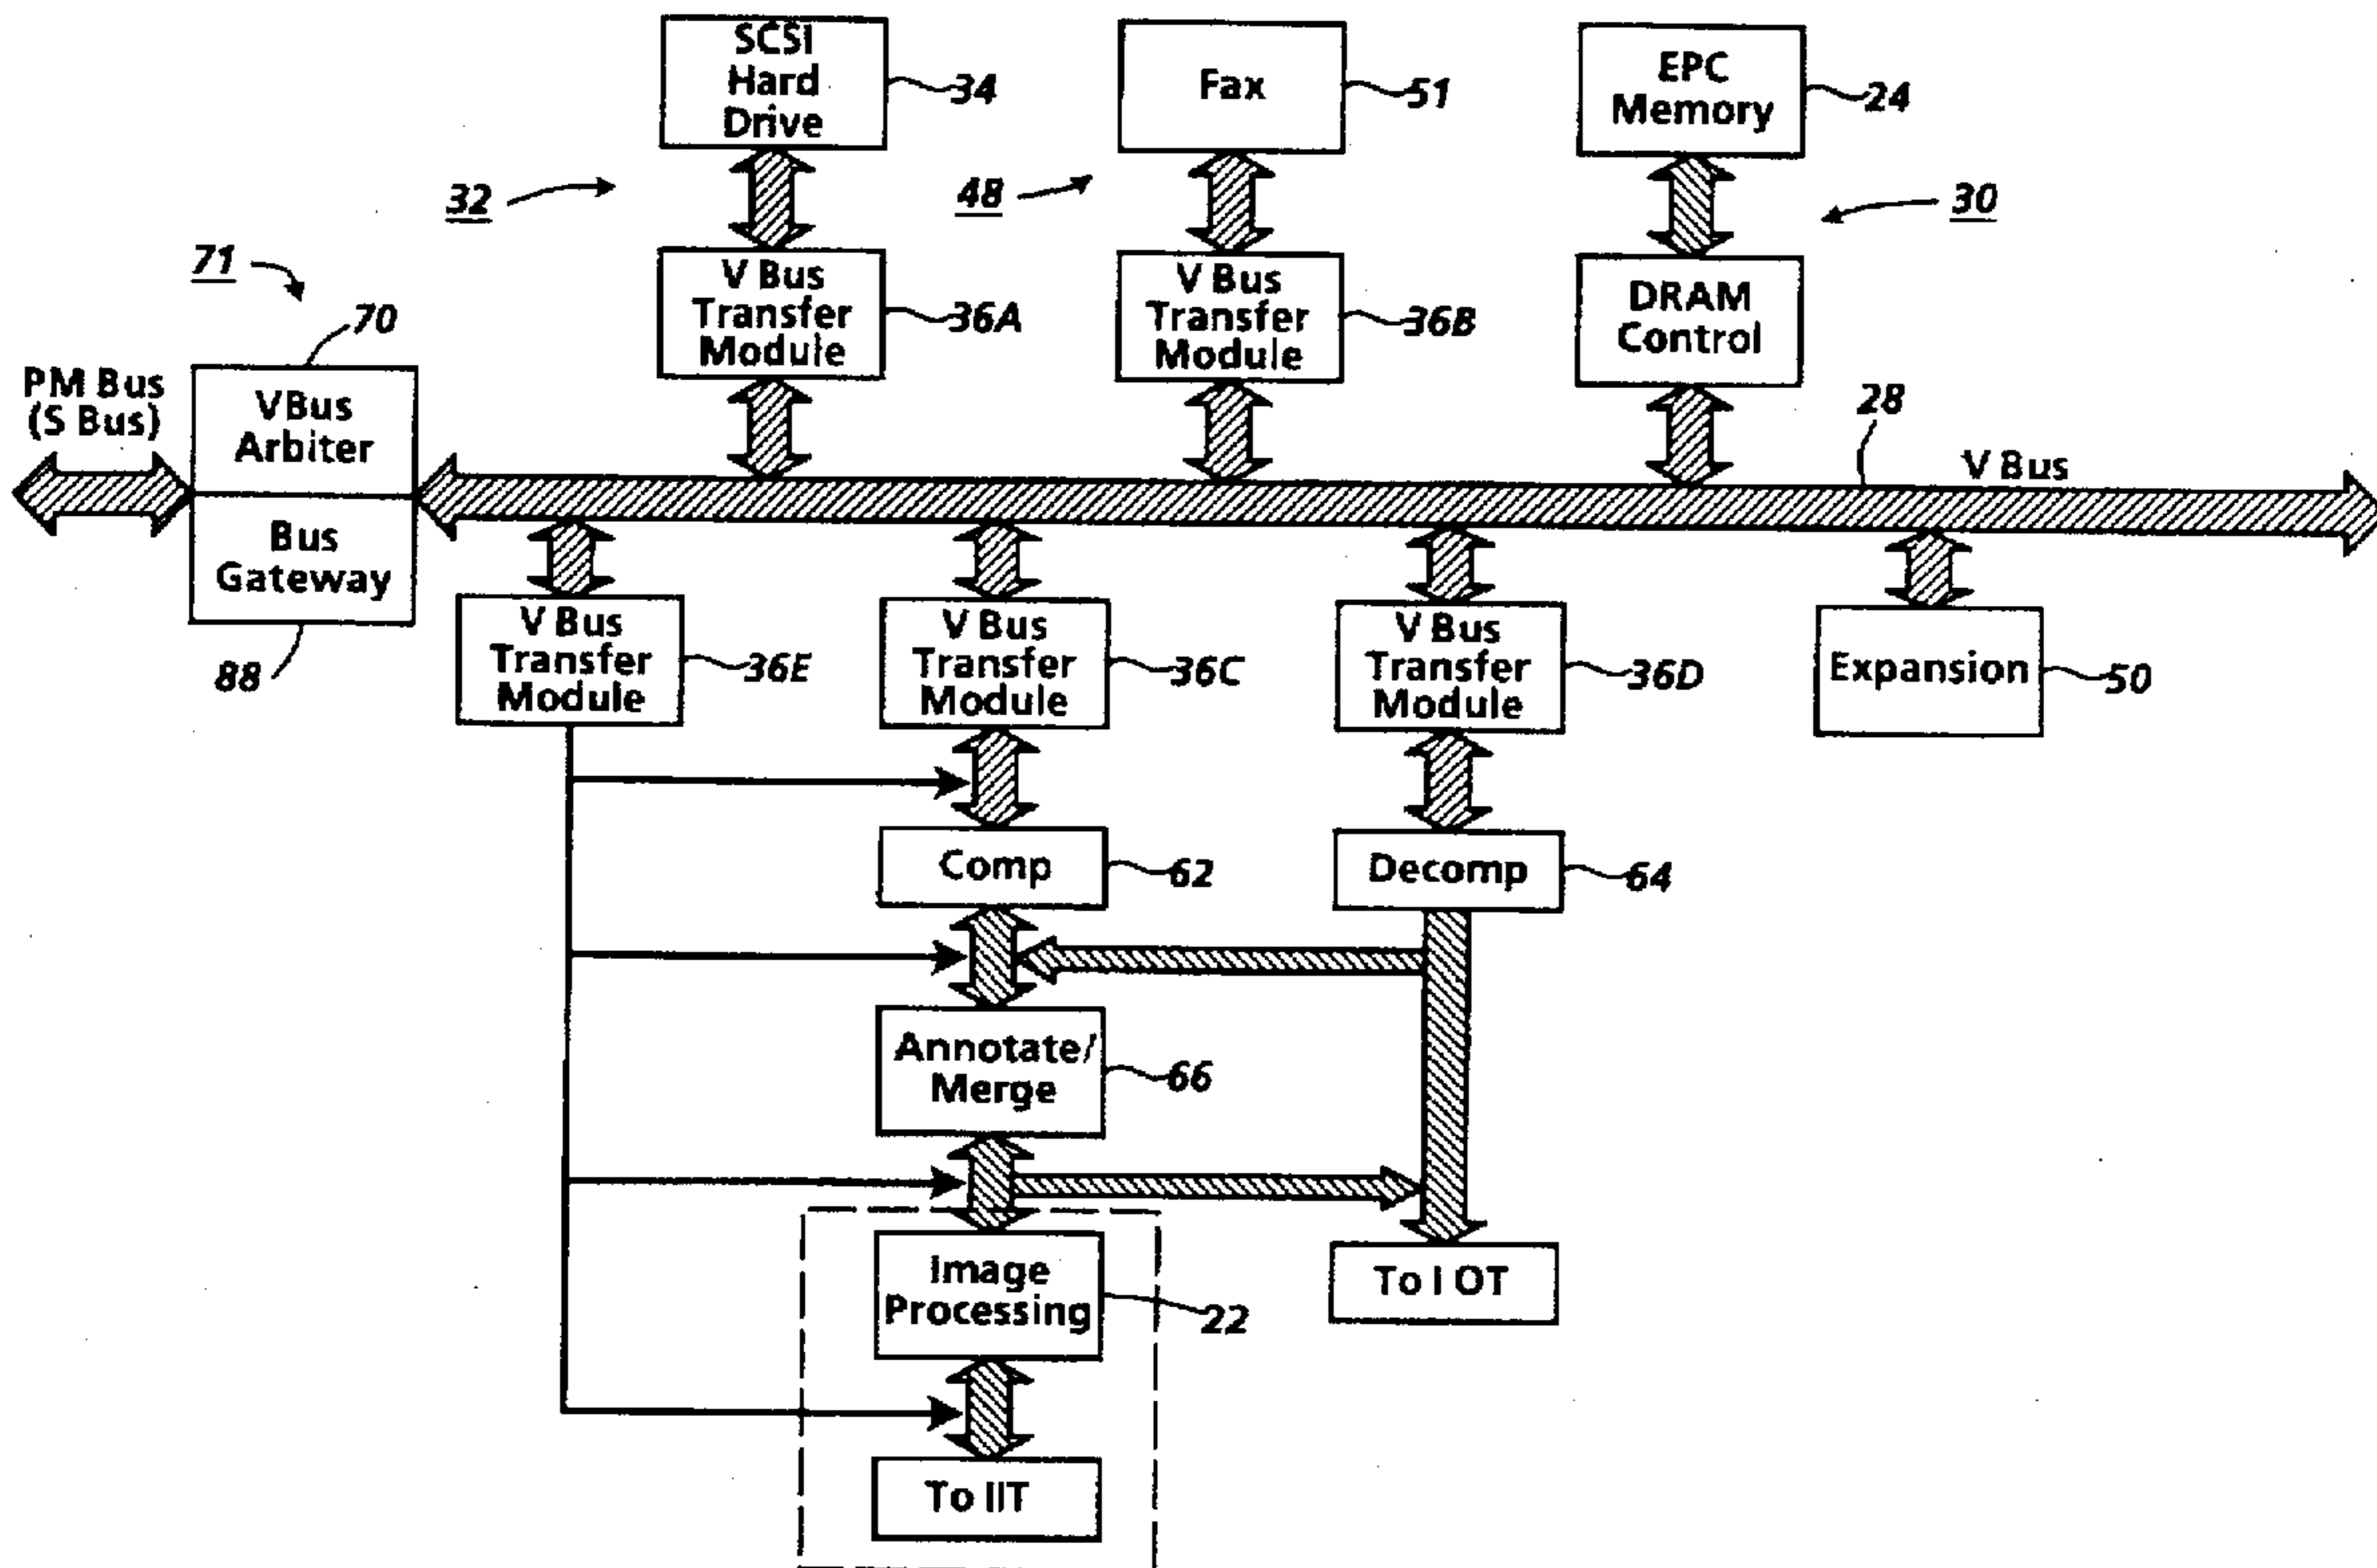 SCSI
Hard
Drive
34
Fax
51
EPC
Memory
24
32
48
30
71
V Bus
Transfer
Module
36A
V Bus
Transfer
Module
36B
DRAM
Control
70
PM Bus
(S Bus)
VBus
Arbiter
28
V Bus
Bus
Gateway
88
V Bus
Transfer
Module
36E
V Bus
Transfer
Module
36C
V Bus
Transfer
Module
36D
Expansion
50
Comp
62
Decomp
64
Annotate/
Merge
66
Image
Processing
22
To I OT
To IIT